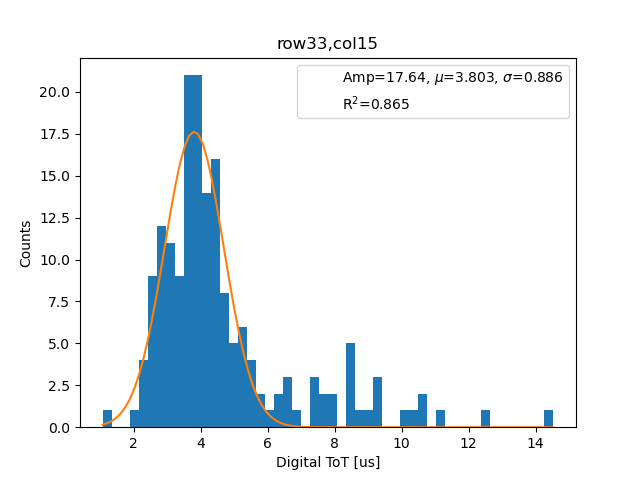 row33,col15
Amp=17.64, μ=3.803, σ=0.886
R²=0.865
20.0
17.5
15.0
12.5
10.0
7.5
5.0
2.5
0.0
Counts
2 4 6 8 10 12 14
Digital ToT [us]